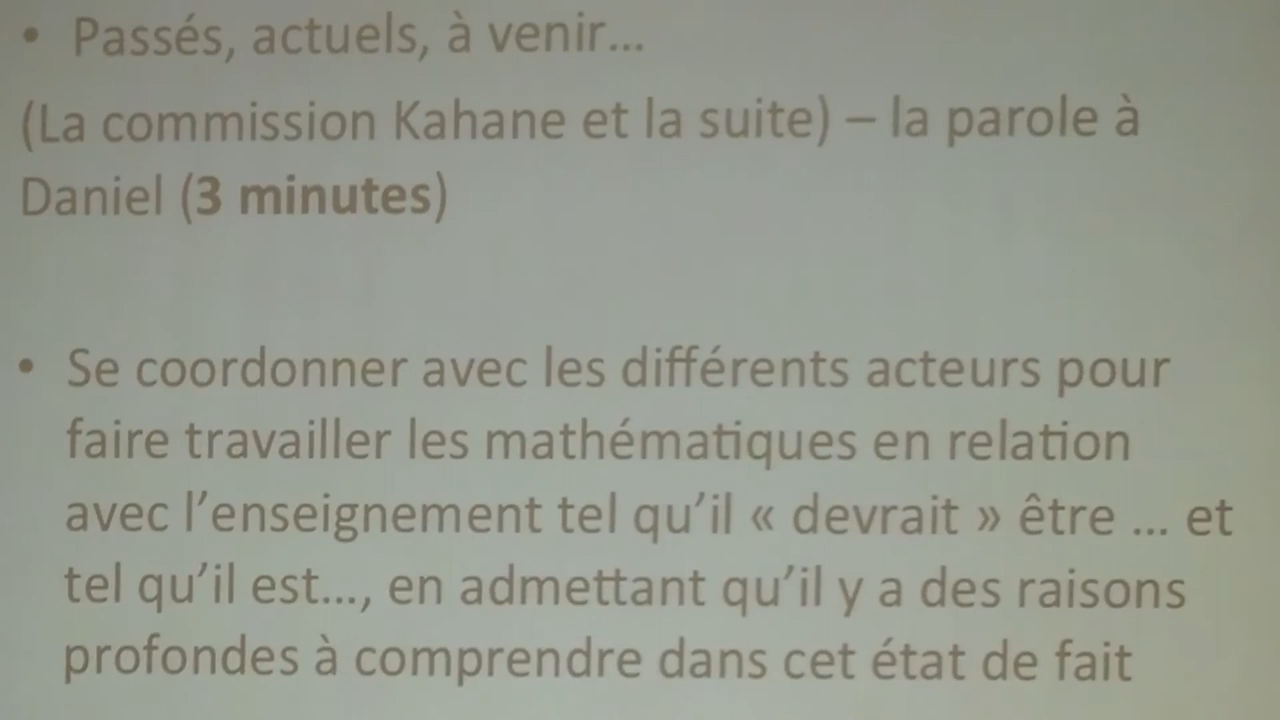 • Passés, actuels, à venir...
(La commission Kahane et la suite) – la parole à
Daniel (3 minutes)
• Se coordonner avec les différents acteurs pour
faire travailler les mathématiques en relation
avec l’enseignement tel qu’il « devrait » être ... et
tel qu’il est..., en admettant qu’il y a des raisons
profondes à comprendre dans cet état de fait